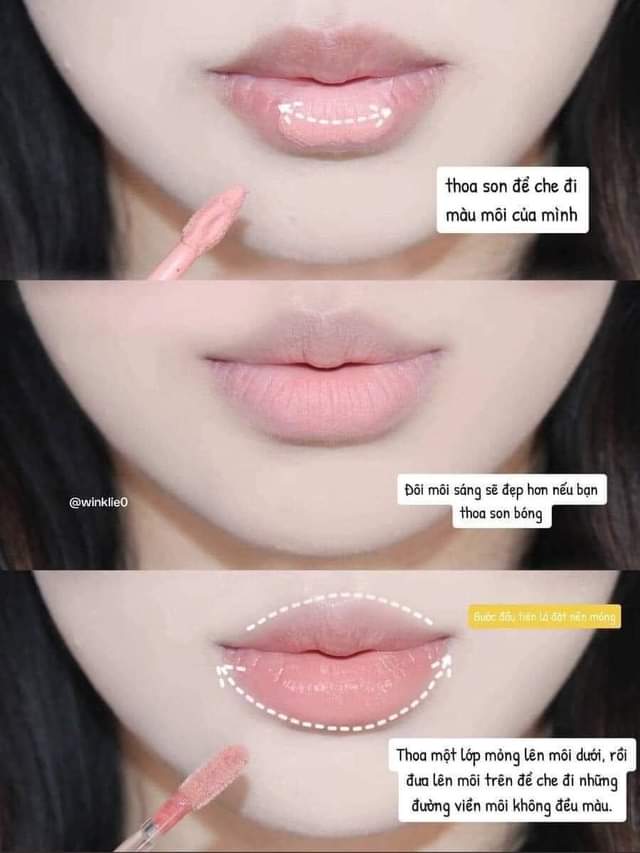 thoa son để che đi
màu môi của mình
@winklie0
Đôi môi sáng sẽ đẹp hơn nếu bạn
thoa son bóng
Bước đầu tiên là đặt nền mỏng
Thoa một lớp mỏng lên môi dưới, rồi
đưa lên môi trên để che đi những
đường viền môi không đều màu.